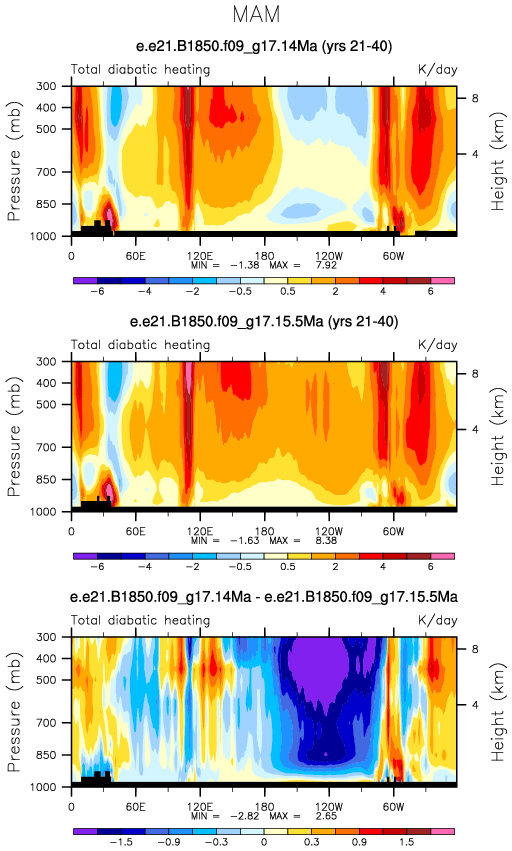 MAM
e.e21.B1850.f09_g17.14Ma (yrs 21-40)
Total diabatic heating K/day
300
400
500
700
850
1000
Pressure (mb)
8
4
Height (km)
0 60E 120E 180 120W 60W
MIN = -1.38 MAX = 7.92
-6 -4 -2 -0.5 0.5 2 4 6
e.e21.B1850.f09_g17.15.5Ma (yrs 21-40)
Total diabatic heating K/day
300
400
500
700
850
1000
Pressure (mb)
8
4
Height (km)
0 60E 120E 180 120W 60W
MIN = -1.63 MAX = 8.38
-6 -4 -2 -0.5 0.5 2 4 6
e.e21.B1850.f09_g17.14Ma - e.e21.B1850.f09_g17.15.5Ma
Total diabatic heating K/day
300
400
500
700
850
1000
Pressure (mb)
8
4
Height (km)
0 60E 120E 180 120W 60W
MIN = -2.82 MAX = 2.65
-1.5 -0.9 -0.3 0 0.3 0.9 1.5